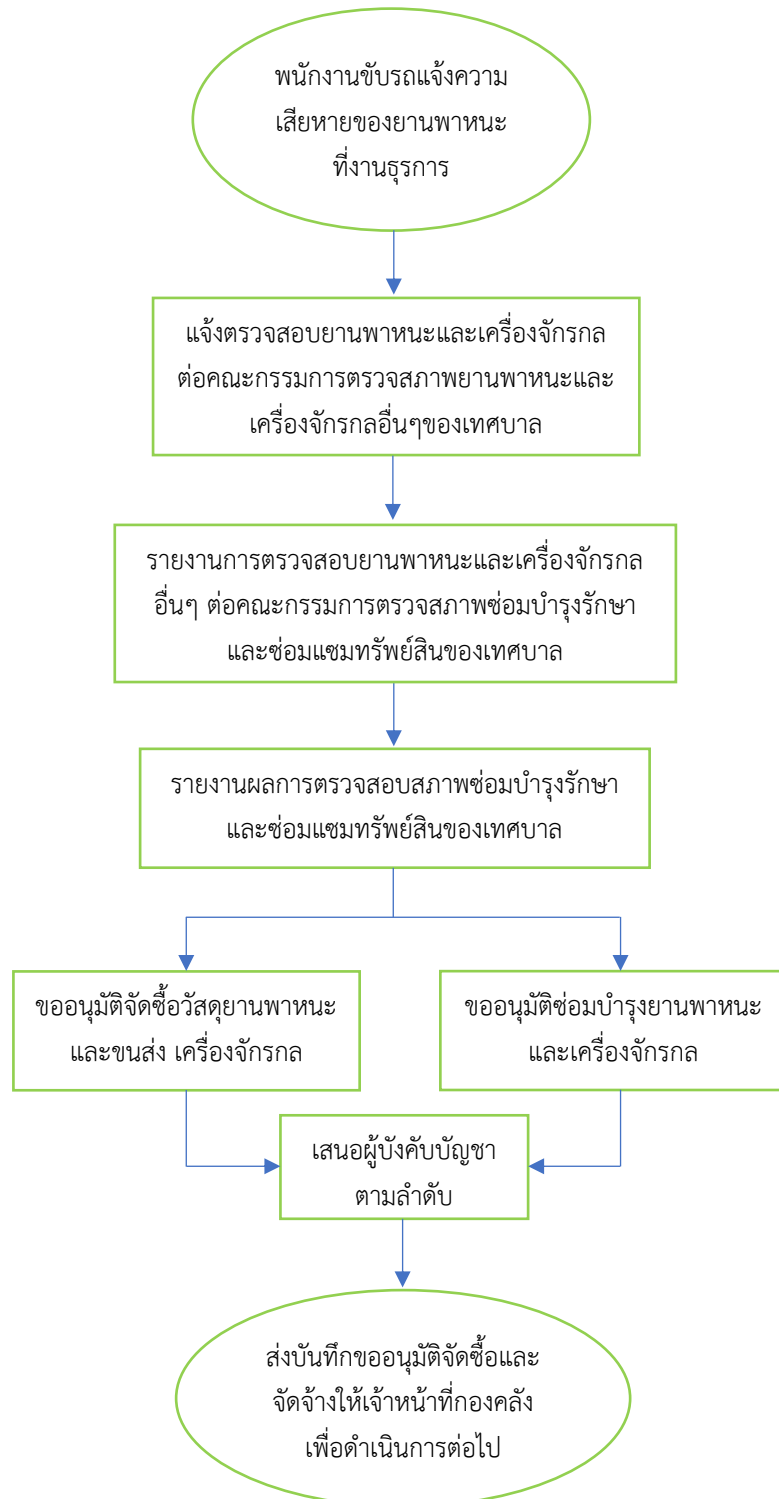 พนักงานขับรถแจ้งความ
เสียหายของยานพาหนะ
ที่งานธุรการ
แจ้งตรวจสอบยานพาหนะและเครื่องจักรกล
ต่อคณะกรรมการตรวจสภาพยานพาหนะและ
เครื่องจักรกลอื่นๆของเทศบาล
รายงานการตรวจสอบยานพาหนะและเครื่องจักรกล
อื่นๆ ต่อคณะกรรมการตรวจสภาพซ่อมบำรุงรักษา
และซ่อมแซมทรัพย์สินของเทศบาล
รายงานผลการตรวจสอบสภาพซ่อมบำรุงรักษา
และซ่อมแซมทรัพย์สินของเทศบาล
ขออนุมัติจัดซื้อวัสดุยานพาหนะ
และขนส่ง เครื่องจักรกล
ขออนุมัติซ่อมบำรุงยานพาหนะ
และเครื่องจักรกล
เสนอผู้บังคับบัญชา
ตามลำดับ
ส่งบันทึกขออนุมัติจัดซื้อและ
จัดจ้างให้เจ้าหน้าที่กองคลัง
เพื่อดำเนินการต่อไป